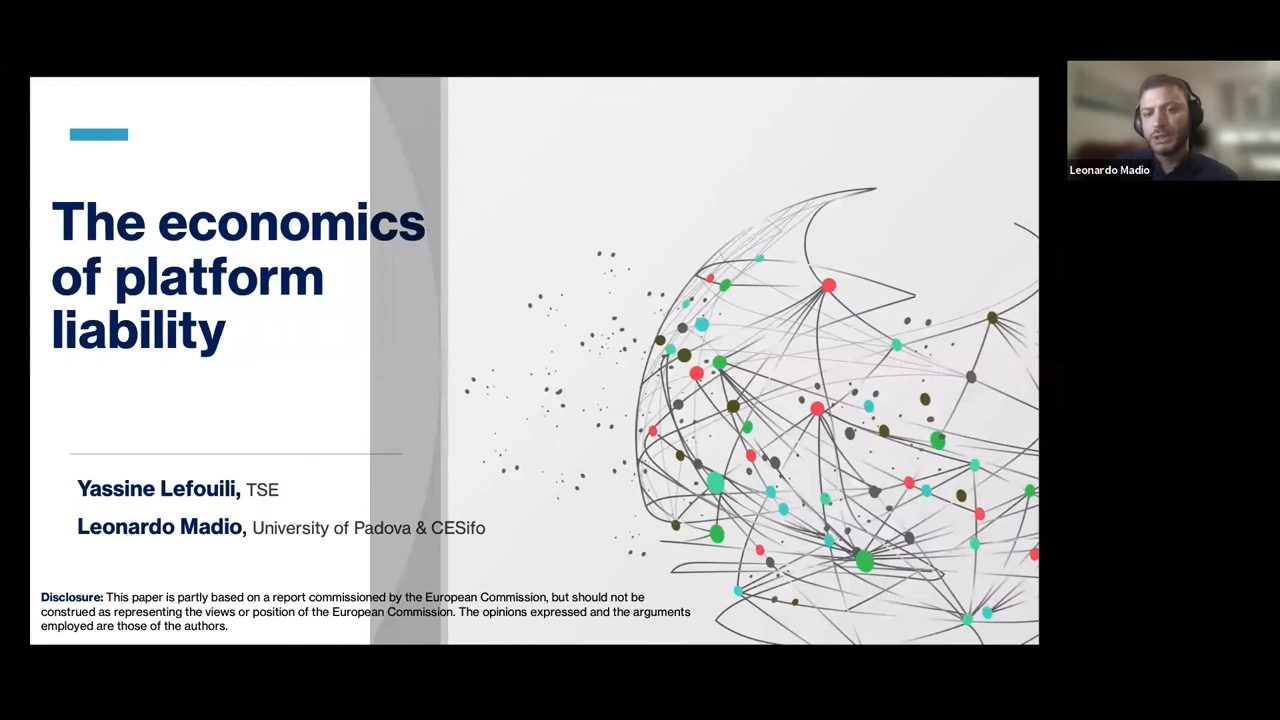 The economics
of platform
liability
Yassine Lefouili, TSE
Leonardo Madio, University of Padova & CESifo
Disclosure: This paper is partly based on a report commissioned by the European Commission, but should not be
construed as representing the views or position of the European Commission. The opinions expressed and the arguments
employed are those of the authors.
Leonardo Madio